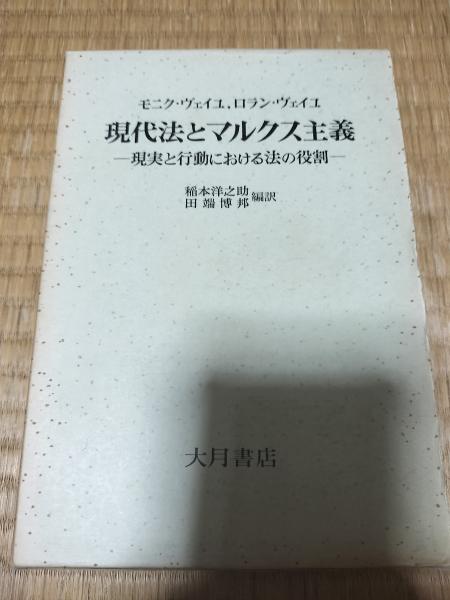 モニク・ヴェイユ，ロラン・ヴェイユ
現代法とマルクス主義
―現実と行動における法の役割―
稲本洋之助
田端博邦 編訳
大月書店